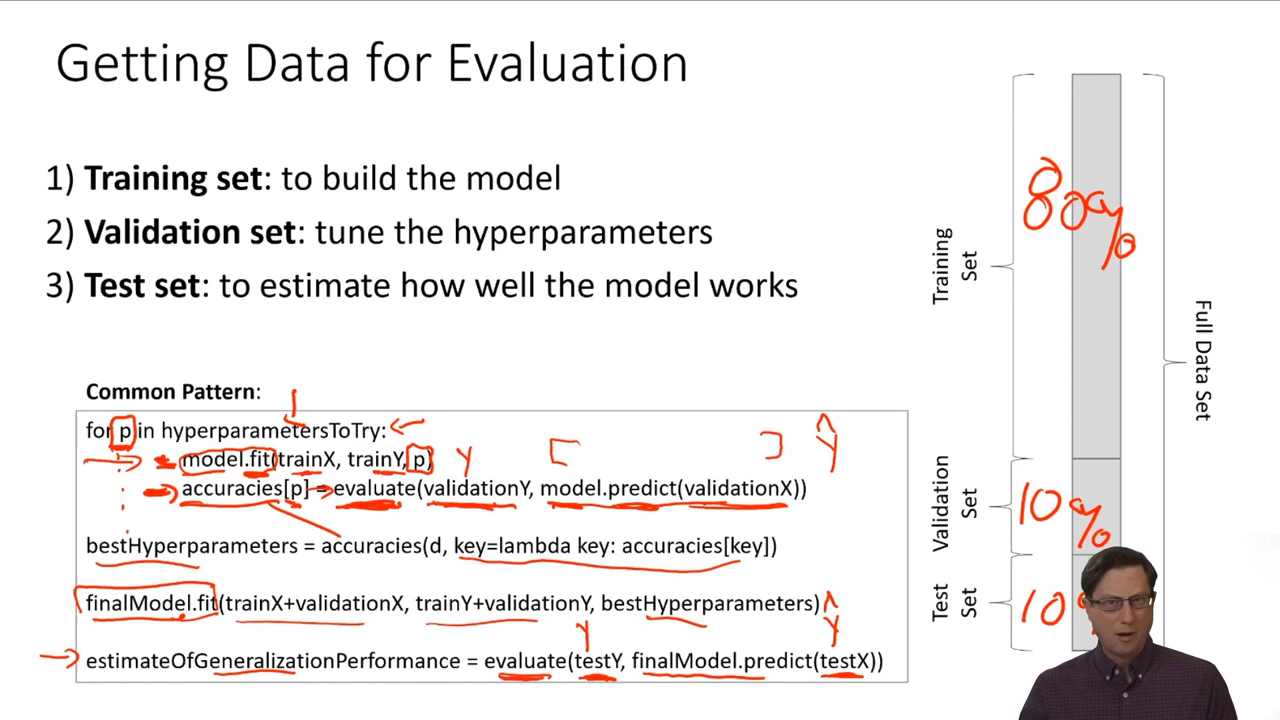 Getting Data for Evaluation
1) Training set: to build the model
2) Validation set: tune the hyperparameters
3) Test set: to estimate how well the model works
Common Pattern:
for p in hyperparametersToTry:
model.fit(trainX, trainY, p)
Y
[ ]
Ŷ
accuracies[p] = evaluate(validationY, model.predict(validationX))
bestHyperparameters = accuracies(d, key=lambda key: accuracies[key])
finalModel.fit(trainX+validationX, trainY+validationY, bestHyperparameters)
Y
Ŷ
estimateOfGeneralizationPerformance = evaluate(testY, finalModel.predict(testX))
Training
Set
80%
Validation
Set
10%
Test
Set
10
Full Data Set